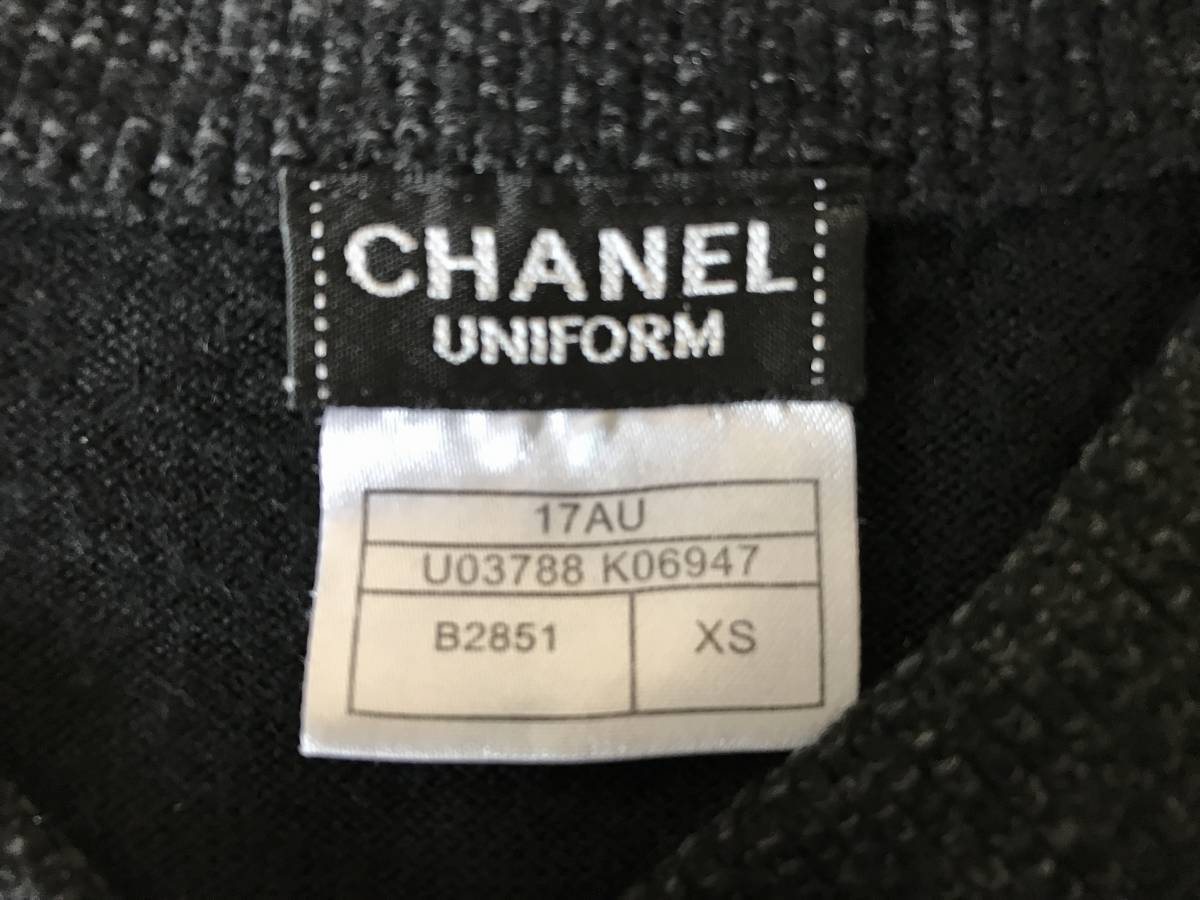 CHANEL
UNIFORM
17AU
U03788 K06947
B2851 XS